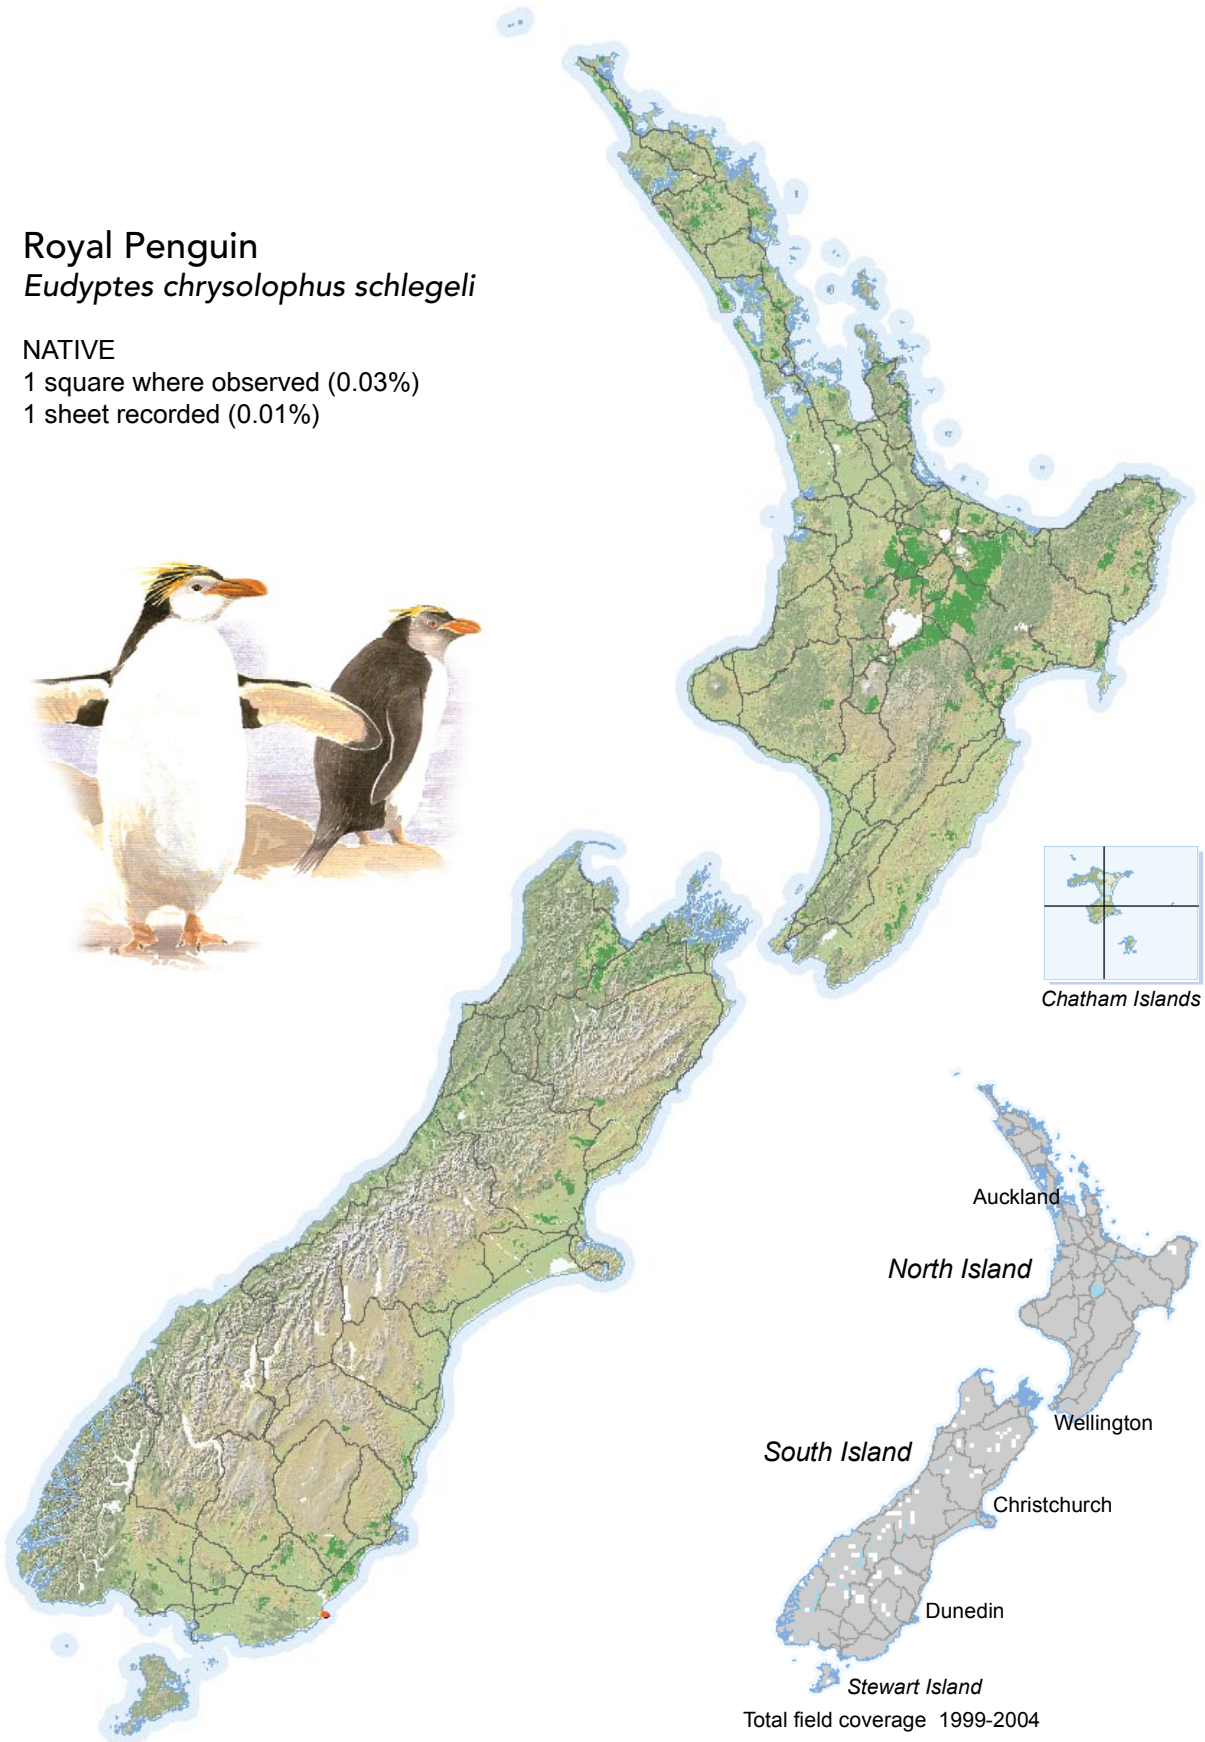 Royal Penguin
Eudyptes chrysolophus schlegeli
NATIVE
1 square where observed (0.03%)
1 sheet recorded (0.01%)
Chatham Islands
Auckland
North Island
Wellington
South Island
Christchurch
Dunedin
Stewart Island
Total field coverage 1999-2004